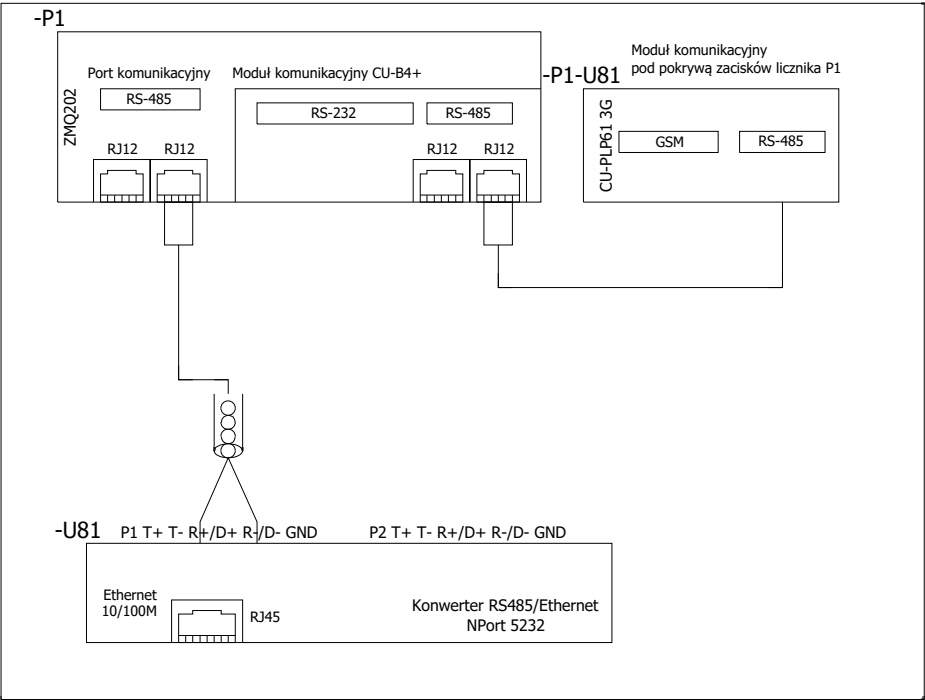 -P1
Port komunikacyjny
Moduł komunikacyjny CU-B4+
ZMQ202
RS-485
RS-232
RS-485
RJ12
RJ12
RJ12
RJ12
-P1-U81
Moduł komunikacyjny
pod pokrywą zacisków licznika P1
CU-PLP61 3G
GSM
RS-485
-U81
P1 T+ T- R+/D+ R-/D- GND
P2 T+ T- R+/D+ R-/D- GND
Ethernet
10/100M
RJ45
Konwerter RS485/Ethernet
NPort 5232